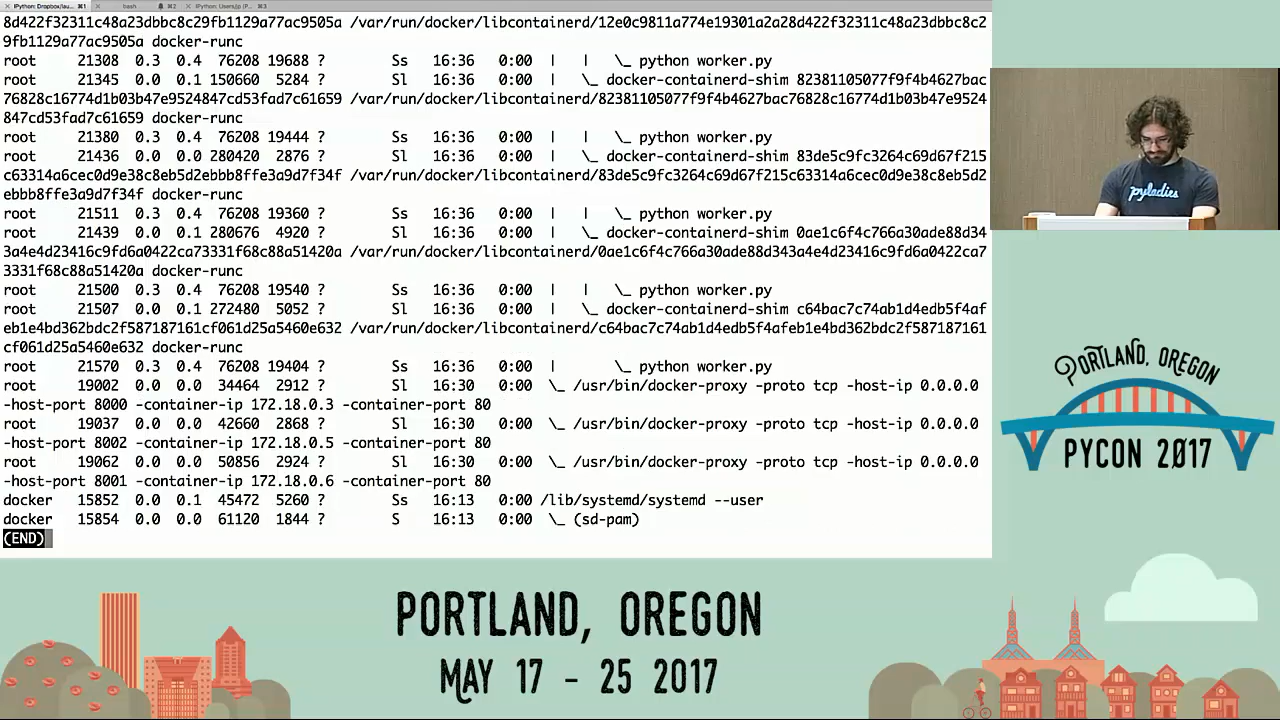 IPython: Dropbox/lau... ⌘1
bash
⌘2
IPython: Users/jp (P... ⌘3
8d422f32311c48a23dbbc8c29fb1129a77ac9505a /var/run/docker/libcontainerd/12e0c9811a774e19301a2a28d422f32311c48a23dbbc8c2
9fb1129a77ac9505a docker-runc
root 21308 0.3 0.4 76208 19688 ? Ss 16:36 0:00 | | \_ python worker.py
root 21345 0.0 0.1 150660 5284 ? Sl 16:36 0:00 | \_ docker-containerd-shim 82381105077f9f4b4627bac
76828c16774d1b03b47e9524847cd53fad7c61659 /var/run/docker/libcontainerd/82381105077f9f4b4627bac76828c16774d1b03b47e9524
847cd53fad7c61659 docker-runc
root 21380 0.3 0.4 76208 19444 ? Ss 16:36 0:00 | | \_ python worker.py
root 21436 0.0 0.0 280420 2876 ? Sl 16:36 0:00 | \_ docker-containerd-shim 83de5c9fc3264c69d67f215
c63314a6cec0d9e38c8eb5d2ebbb8ffe3a9d7f34f /var/run/docker/libcontainerd/83de5c9fc3264c69d67f215c63314a6cec0d9e38c8eb5d2
ebbb8ffe3a9d7f34f docker-runc
root 21511 0.3 0.4 76208 19360 ? Ss 16:36 0:00 | | \_ python worker.py
root 21439 0.0 0.1 280676 4920 ? Sl 16:36 0:00 | \_ docker-containerd-shim 0ae1c6f4c766a30ade88d34
3a4e4d23416c9fd6a0422ca73331f68c88a51420a /var/run/docker/libcontainerd/0ae1c6f4c766a30ade88d343a4e4d23416c9fd6a0422ca7
3331f68c88a51420a docker-runc
root 21500 0.3 0.4 76208 19540 ? Ss 16:36 0:00 | | \_ python worker.py
root 21507 0.0 0.1 272480 5052 ? Sl 16:36 0:00 | \_ docker-containerd-shim c64bac7c74ab1d4edb5f4af
eb1e4bd362bdc2f587187161cf061d25a5460e632 /var/run/docker/libcontainerd/c64bac7c74ab1d4edb5f4afeb1e4bd362bdc2f587187161
cf061d25a5460e632 docker-runc
root 21570 0.3 0.4 76208 19404 ? Ss 16:36 0:00 | \_ python worker.py
root 19002 0.0 0.0 34464 2912 ? Sl 16:30 0:00 \_ /usr/bin/docker-proxy -proto tcp -host-ip 0.0.0.0
-host-port 8000 -container-ip 172.18.0.3 -container-port 80
root 19037 0.0 0.0 42660 2868 ? Sl 16:30 0:00 \_ /usr/bin/docker-proxy -proto tcp -host-ip 0.0.0.0
-host-port 8002 -container-ip 172.18.0.5 -container-port 80
root 19062 0.0 0.0 50856 2924 ? Sl 16:30 0:00 \_ /usr/bin/docker-proxy -proto tcp -host-ip 0.0.0.0
-host-port 8001 -container-ip 172.18.0.6 -container-port 80
docker 15852 0.0 0.1 45472 5260 ? Ss 16:13 0:00 /lib/systemd/systemd --user
docker 15854 0.0 0.0 61120 1844 ? S 16:13 0:00 \_ (sd-pam)
(END)
pyladies
PORTLAND, OREGON
PYCON 2017
PORTLAND, OREGON
MAY 17 - 25 2017